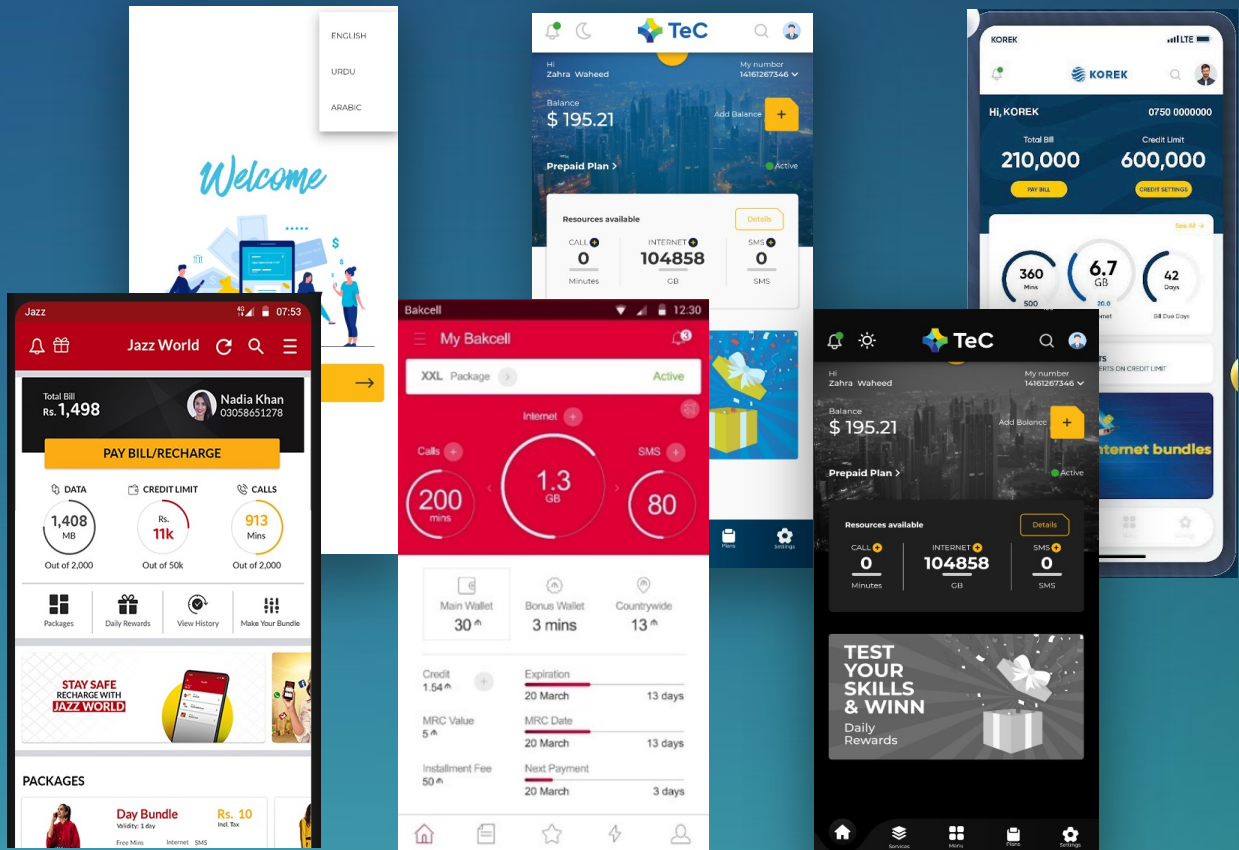 ENGLISH
URDU
ARABIC
Welcome
TeC
Hi
Zahra Waheed
My number
14161267346
Balance
$ 195.21
Add Balance
Prepaid Plan >
Active
Resources available
Details
CALL
INTERNET
SMS
0
104858
0
Minutes
GB
SMS
Plans
Settings
KOREK
LTE
KOREK
Hi, KOREK
0750 0000000
Total Bill
Credit Limit
210,000
600,000
PAY BILL
CREDIT SETTINGS
See All
360
Mins
500
6.7
GB
20.0
42
Days
Bill Due Days
ERTS ON CREDIT LIMIT
nternet bundles
Jazz
4G
07:53
Jazz World
Total Bill
Rs. 1,498
Nadia Khan
03058651278
PAY BILL/RECHARGE
DATA
CREDIT LIMIT
CALLS
1,408
MB
Rs.
11k
913
Mins
Out of 2,000
Out of 50k
Out of 2,000
Packages
Daily Rewards
View History
Make Your Bundle
STAY SAFE
RECHARGE WITH
JAZZ WORLD
PACKAGES
Day Bundle
Rs. 10
Validity: 1 day
Incl. Tax
Free Mins
Internet
SMS
Bakcell
12:30
My Bakcell
3
XXL Package
Active
Internet
Calls
SMS
200
mins
1.3
GB
80
Main Wallet
Bonus Wallet
Countrywide
30 ₼
3 mins
13 ₼
Credit
1.54 ₼
Expiration
20 March
13 days
MRC Value
5 ₼
MRC Date
20 March
13 days
Installment Fee
50 ₼
Next Payment
20 March
3 days
TeC
Hi
Zahra Waheed
My number
14161267346
Balance
$ 195.21
Add Balance
Prepaid Plan >
Active
Resources available
Details
CALL
INTERNET
SMS
0
104858
0
Minutes
GB
SMS
TEST
YOUR
SKILLS
& WINN
Daily
Rewards
Services
Menu
Plans
Settings